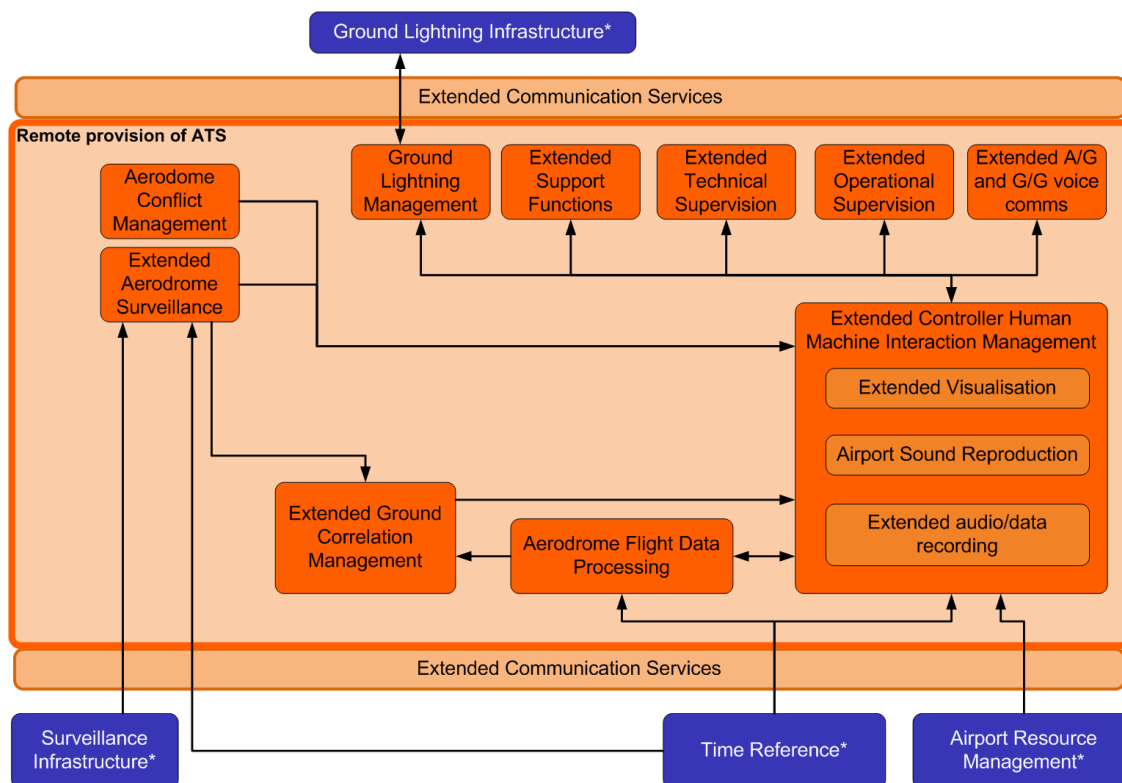 Ground Lightning Infrastructure*
Extended Communication Services
Remote provision of ATS
Aerodome
Conflict
Management
Ground
Lightning
Management
Extended
Support
Functions
Extended
Technical
Supervision
Extended
Operational
Supervision
Extended A/G
and G/G voice
comms
Extended
Aerodrome
Surveillance
Extended Controller Human
Machine Interaction Management
Extended Visualisation
Airport Sound Reproduction
Extended audio/data
recording
Extended Ground
Correlation
Management
Aerodrome Flight Data
Processing
Extended Communication Services
Surveillance
Infrastructure*
Time Reference*
Airport Resource
Management*